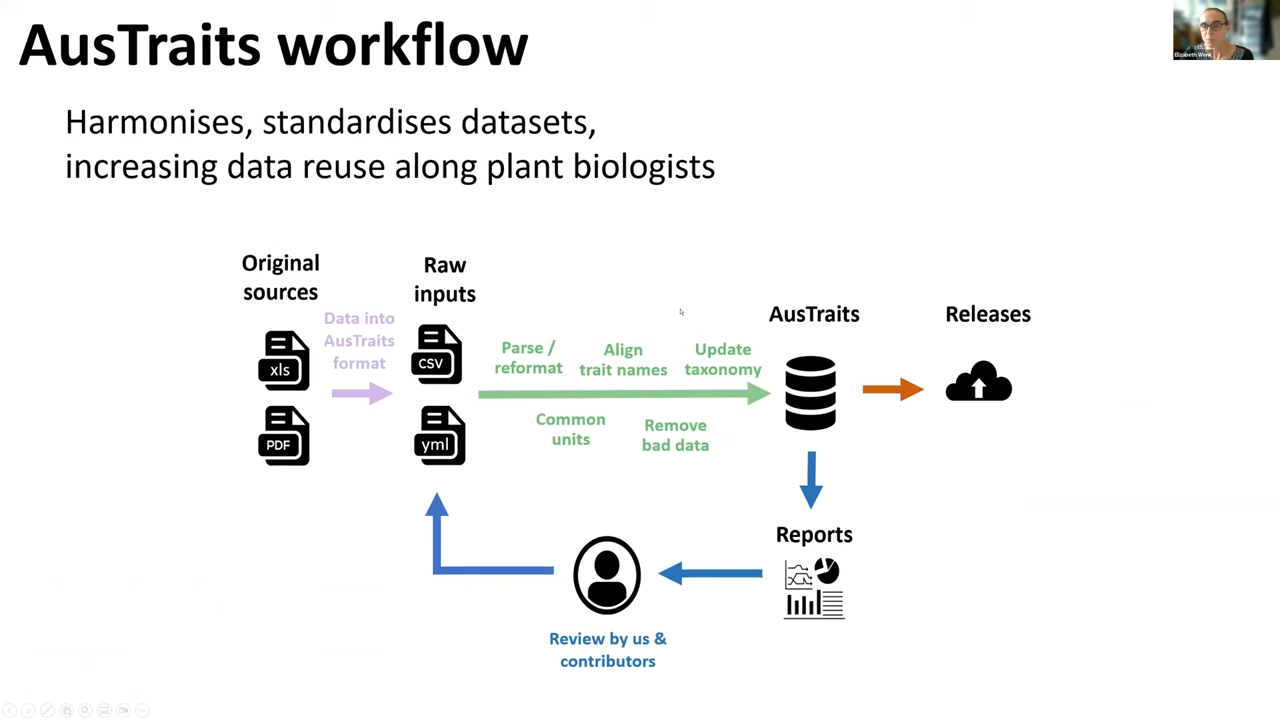 AusTraits workflow
Elizabeth Wenk
Harmonises, standardises datasets,
increasing data reuse along plant biologists
Original
sources
Raw
inputs
Data into
AusTraits
format
xls
PDF
CSV
yml
Parse /
reformat
Align
trait names
Update
taxonomy
Common
units
Remove
bad data
AusTraits
Releases
Reports
Review by us &
contributors